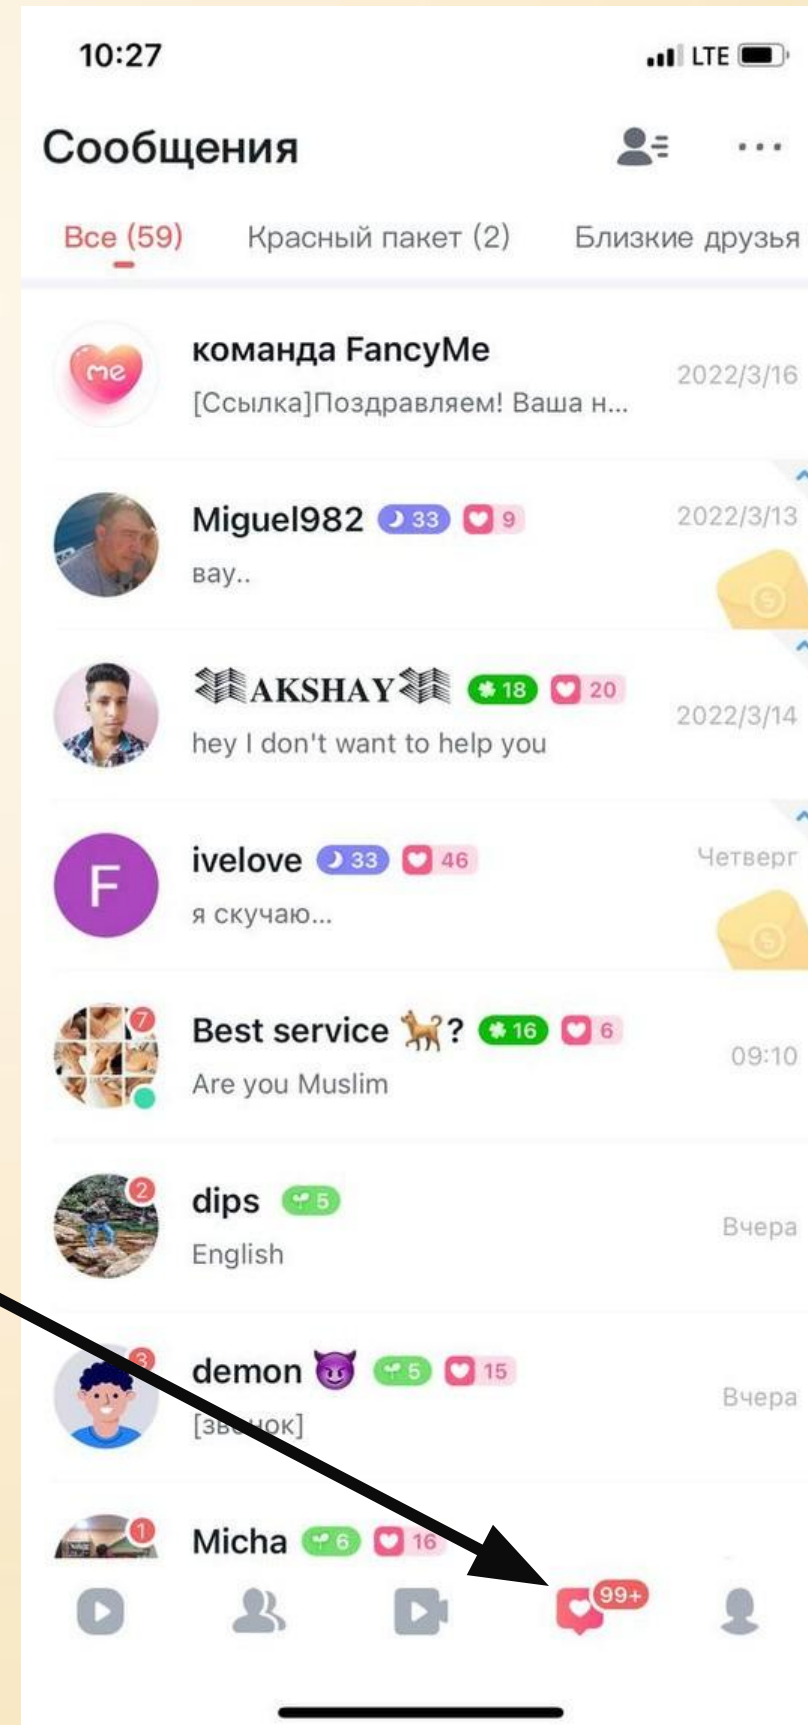 10:27 LTE
Сообщения
Все (59) Красный пакет (2) Близкие друзья
me
команда FancyMe
2022/3/16
[Ссылка]Поздравляем! Ваша н...
Miguel982 33 9
2022/3/13
вау..
AKSHAY 18 20
2022/3/14
hey I don't want to help you
F
ivelove 33 46
Четверг
я скучаю...
7
Best service ? 16 6
09:10
Are you Muslim
2
dips 5
Вчера
English
3
demon 5 15
Вчера
[звонок]
1
Micha 6 16
99+